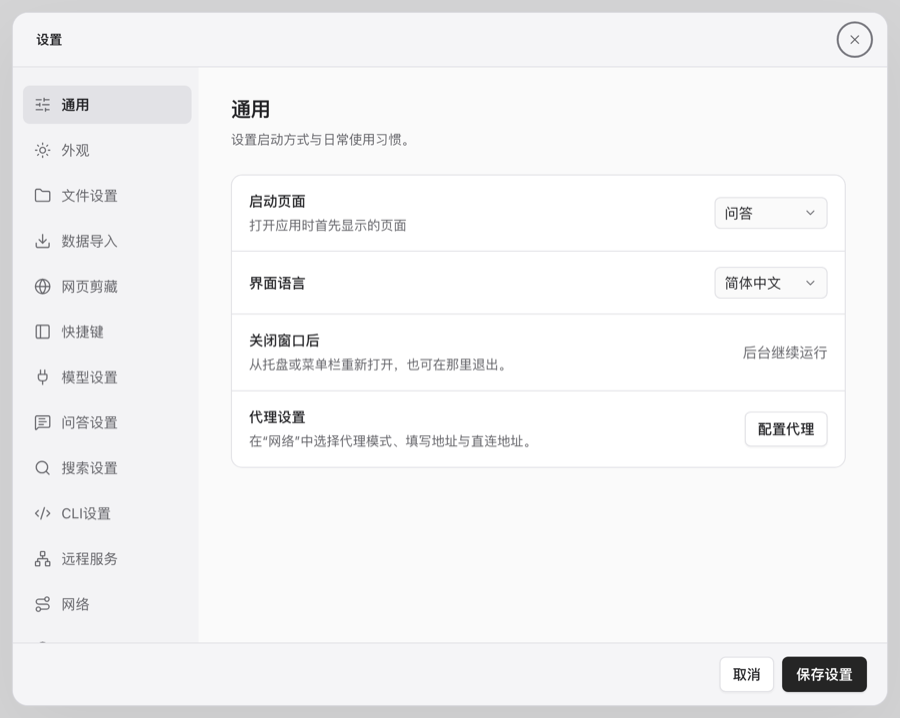 设置
通用
外观
文件设置
数据导入
网页剪藏
快捷键
模型设置
问答设置
搜索设置
CLI设置
远程服务
网络
通用
设置启动方式与日常使用习惯。
启动页面
打开应用时首先显示的页面
问答
界面语言
简体中文
关闭窗口后
从托盘或菜单栏重新打开，也可在那里退出。
后台继续运行
代理设置
在“网络”中选择代理模式、填写地址与直连地址。
配置代理
取消
保存设置